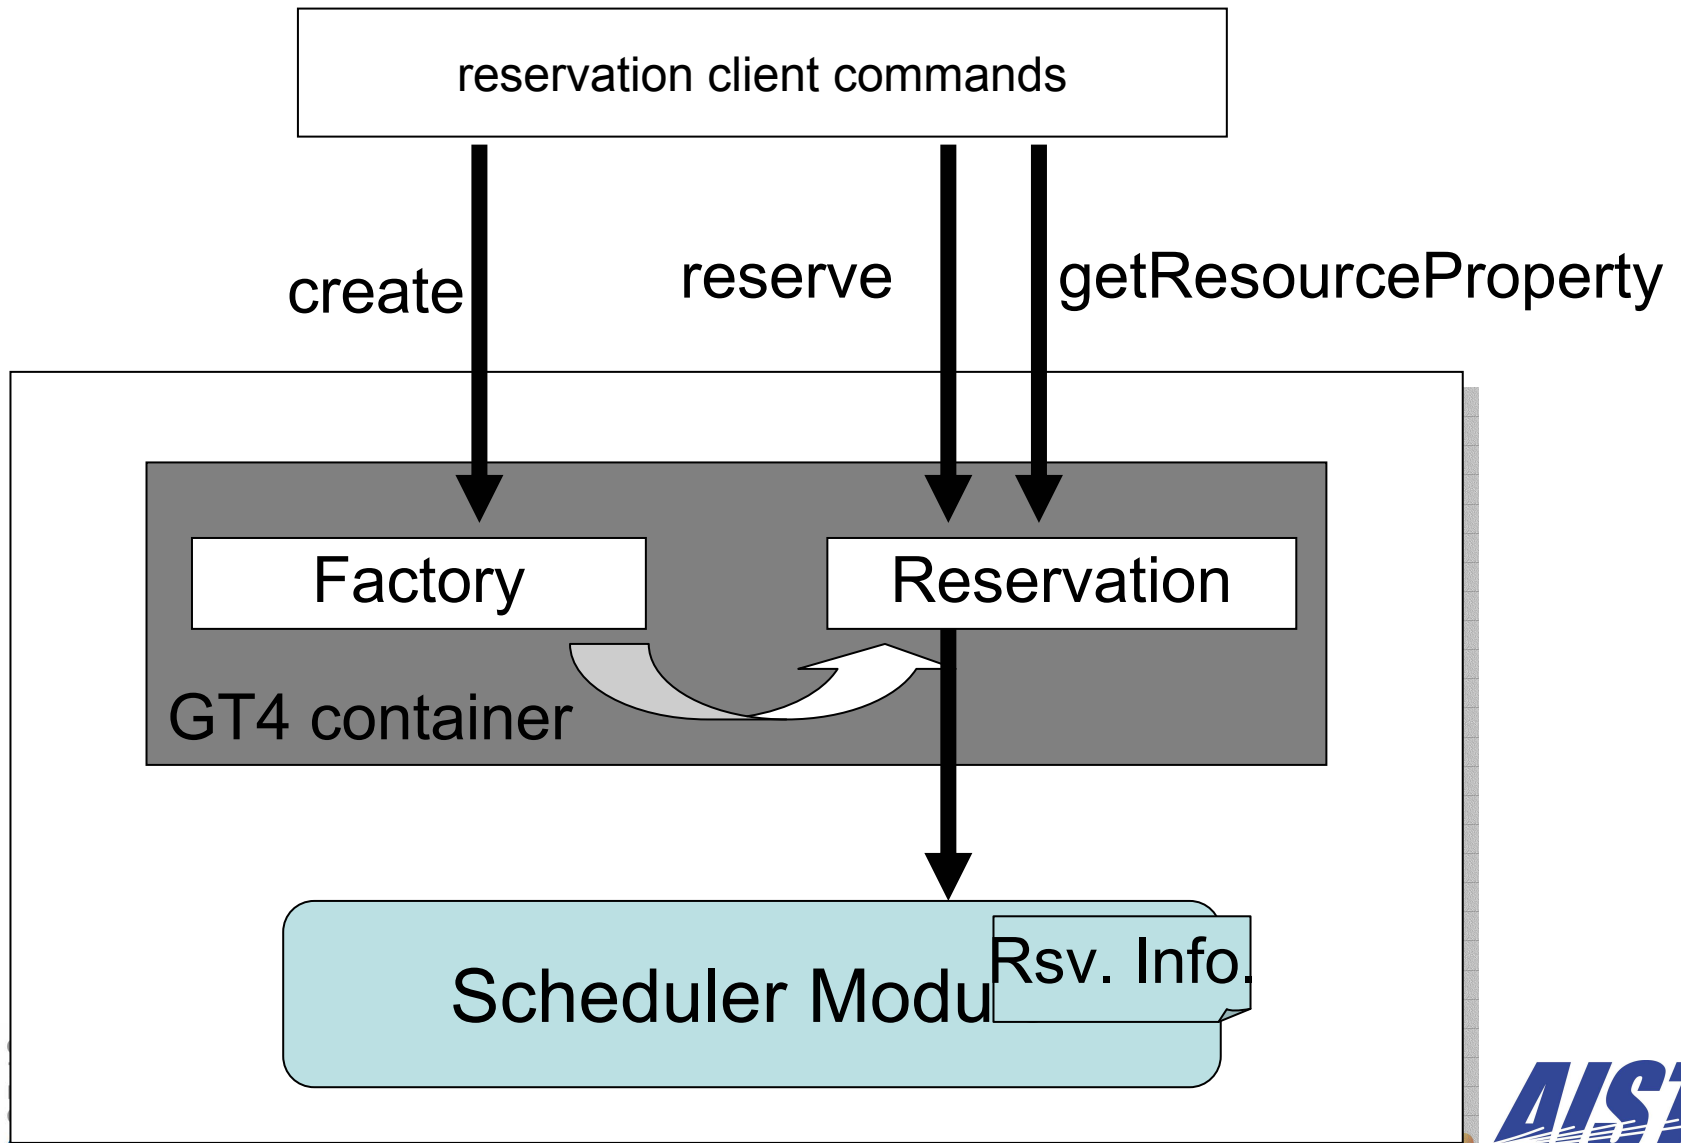 reservation client commands
create
reserve
getResourceProperty
Factory
Reservation
GT4 container
Rsv. Info.
Scheduler Modu
AIST